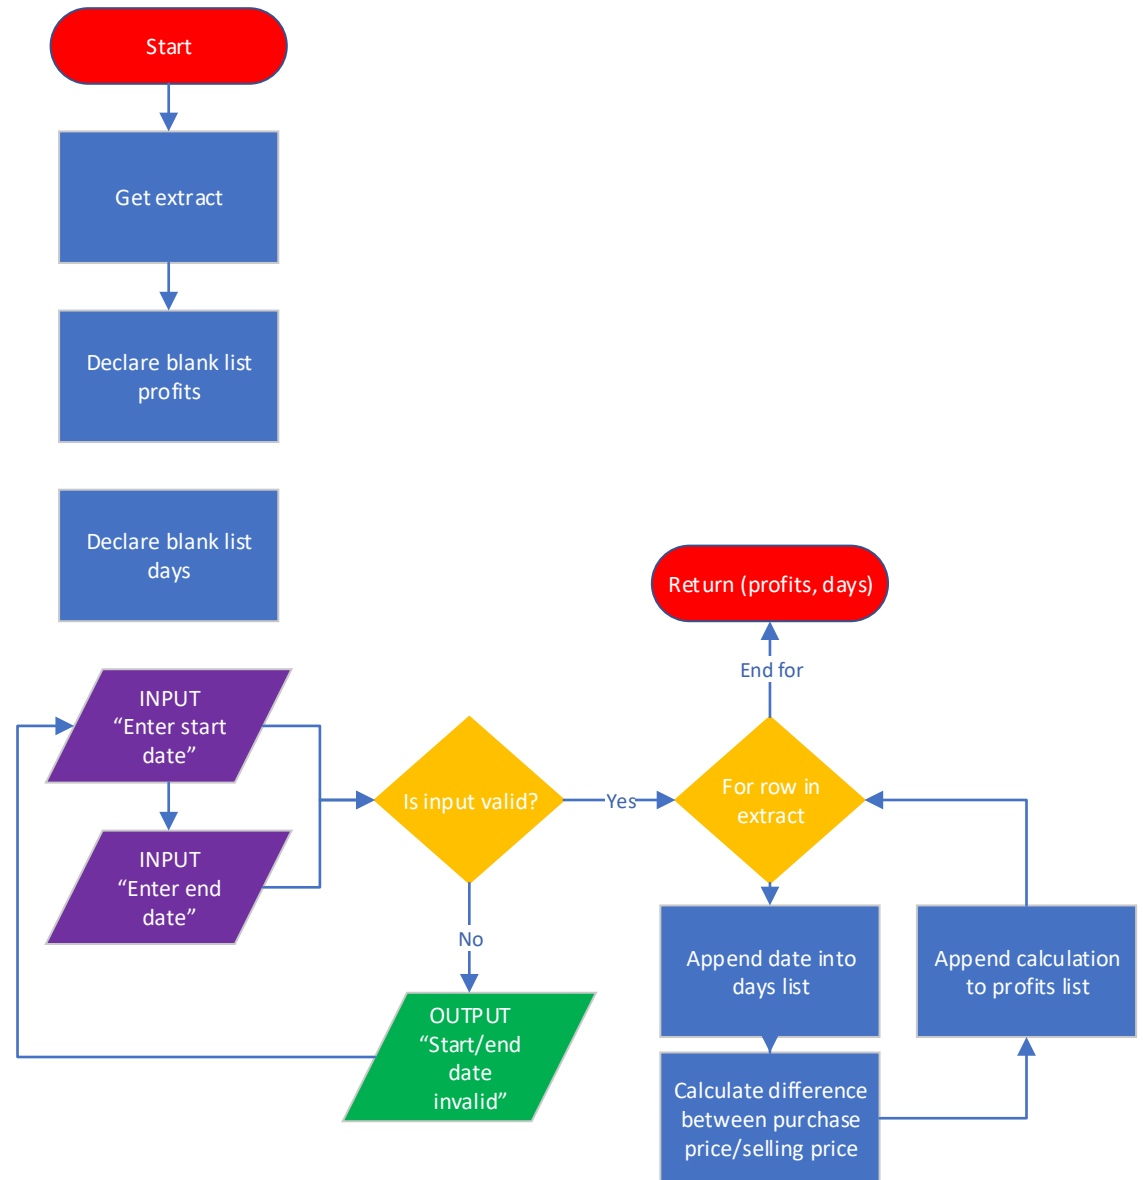 Start
Get extract
Declare blank list
profits
Declare blank list
days
Return (profits, days)
End for
INPUT
“Enter start
date”
Is input valid?
Yes
For row in
extract
INPUT
“Enter end
date”
No
Append date into
days list
Append calculation
to profits list
OUTPUT
“Start/end
date
invalid”
Calculate difference
between purchase
price/selling price